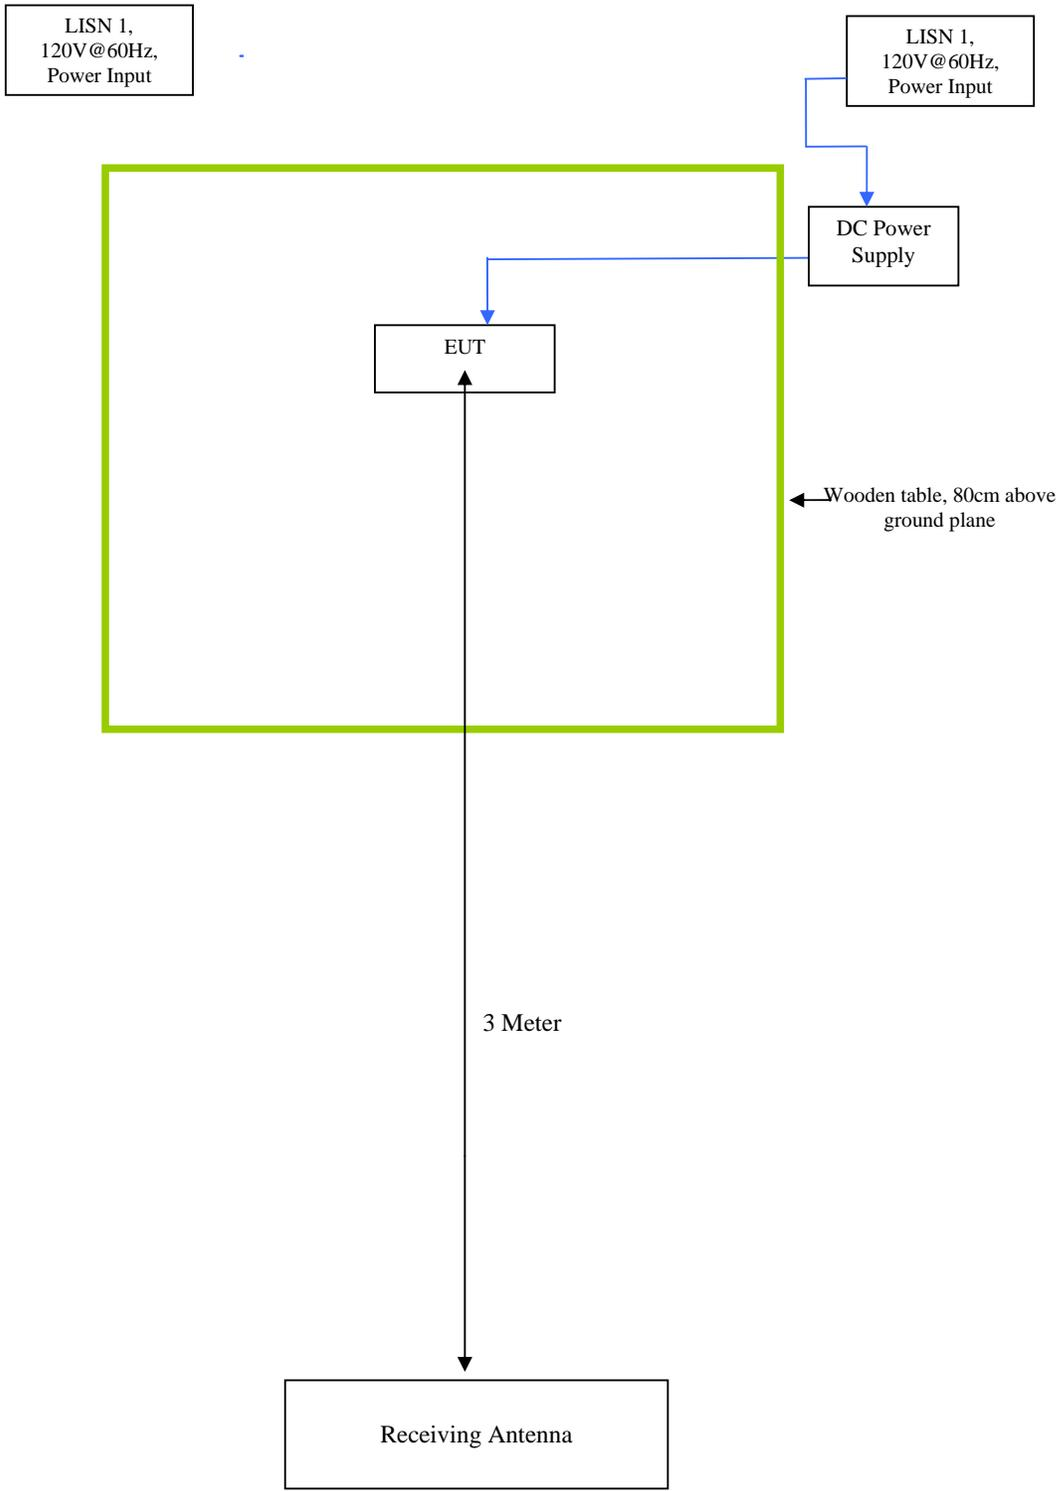 LISN 1,
120V@60Hz,
Power Input
LISN 1,
120V@60Hz,
Power Input
DC Power
Supply
EUT
Wooden table, 80cm above
ground plane
3 Meter
Receiving Antenna